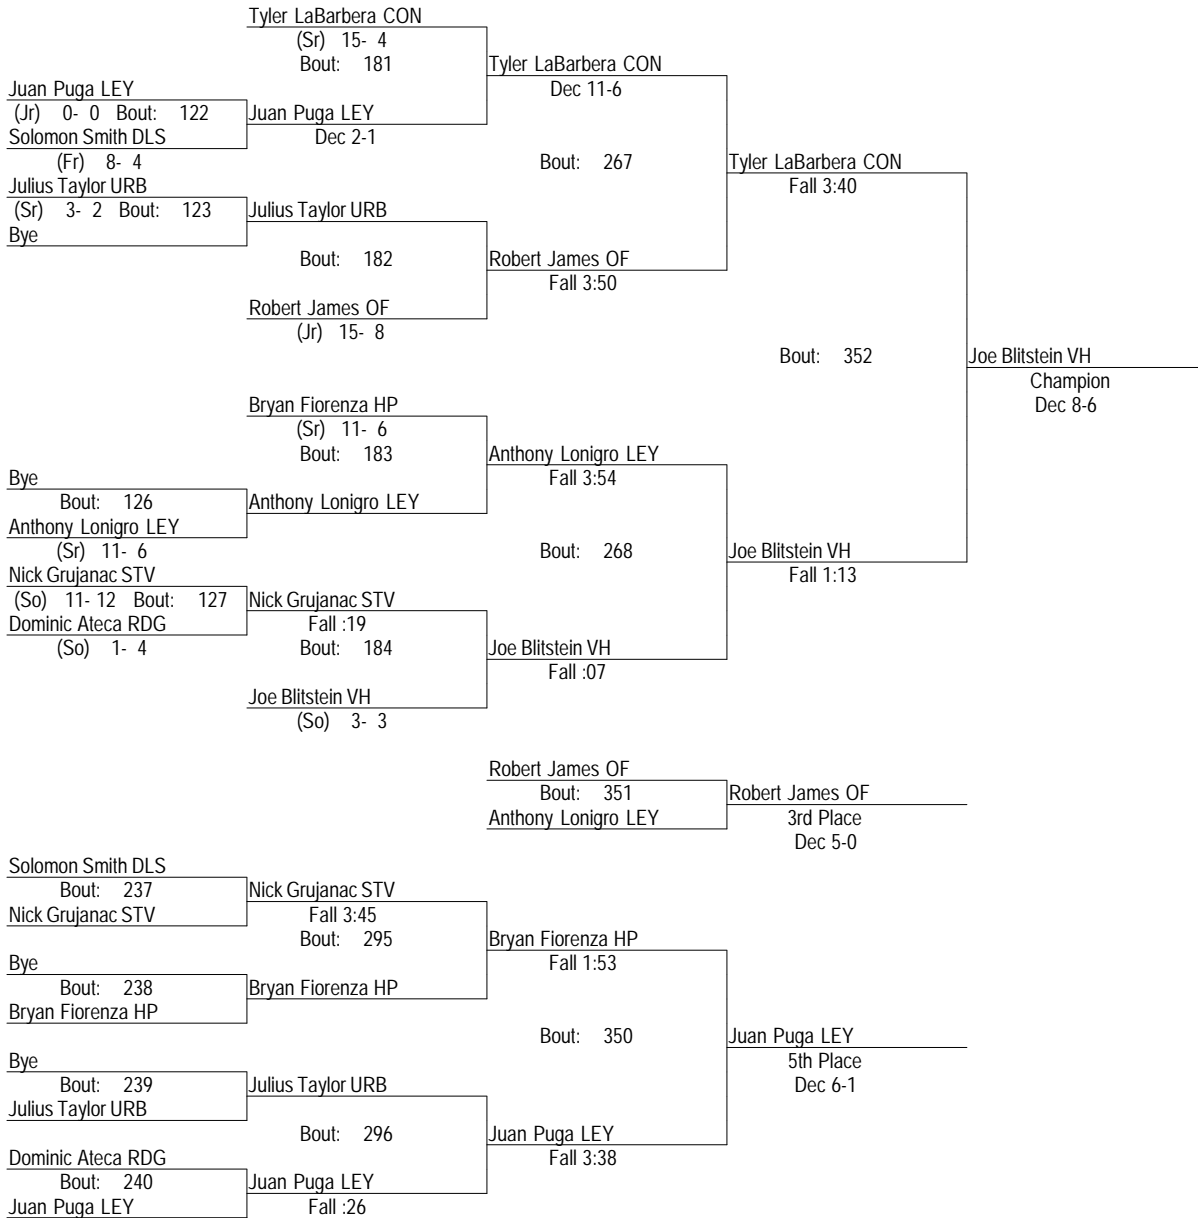 Tyler LaBarbera CON
(Sr) 15- 4
Bout: 181
Tyler LaBarbera CON
Dec 11-6
Juan Puga LEY
(Jr) 0- 0 Bout: 122
Juan Puga LEY
Dec 2-1
Solomon Smith DLS
(Fr) 8- 4
Bout: 267
Tyler LaBarbera CON
Fall 3:40
Julius Taylor URB
(Sr) 3- 2 Bout: 123
Julius Taylor URB
Bye
Bout: 182
Robert James OF
Fall 3:50
Robert James OF
(Jr) 15- 8
Bout: 352
Joe Blitstein VH
Champion
Dec 8-6
Bryan Fiorenza HP
(Sr) 11- 6
Bout: 183
Anthony Lonigro LEY
Fall 3:54
Bye
Bout: 126
Anthony Lonigro LEY
Anthony Lonigro LEY
(Sr) 11- 6
Bout: 268
Joe Blitstein VH
Fall 1:13
Nick Grujanac STV
(So) 11- 12 Bout: 127
Nick Grujanac STV
Fall :19
Dominic Ateca RDG
(So) 1- 4
Bout: 184
Joe Blitstein VH
Fall :07
Joe Blitstein VH
(So) 3- 3
Robert James OF
Bout: 351
Robert James OF
Anthony Lonigro LEY
3rd Place
Dec 5-0
Solomon Smith DLS
Bout: 237
Nick Grujanac STV
Nick Grujanac STV
Fall 3:45
Bout: 295
Bryan Fiorenza HP
Fall 1:53
Bye
Bout: 238
Bryan Fiorenza HP
Bryan Fiorenza HP
Bout: 350
Juan Puga LEY
5th Place
Dec 6-1
Bye
Bout: 239
Julius Taylor URB
Julius Taylor URB
Bout: 296
Juan Puga LEY
Fall 3:38
Dominic Ateca RDG
Bout: 240
Juan Puga LEY
Juan Puga LEY
Fall :26